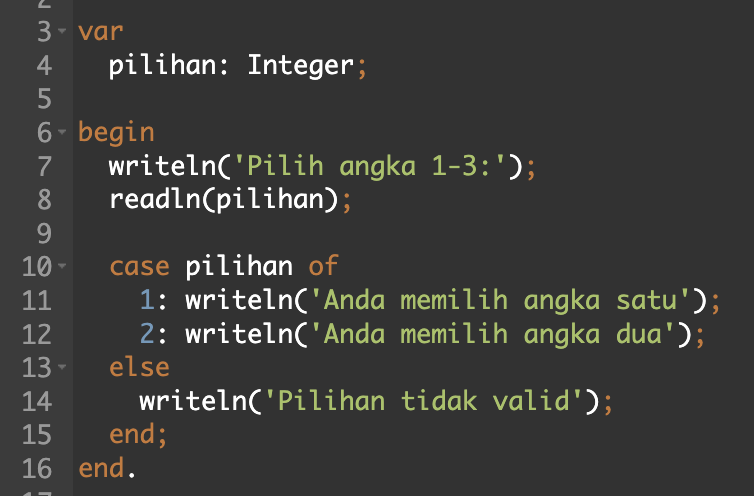 2
3 var
4 pilihan: Integer;
5
6 begin
7 writeln('Pilih angka 1-3:');
8 readln(pilihan);
9
10 case pilihan of
11 1: writeln('Anda memilih angka satu');
12 2: writeln('Anda memilih angka dua');
13 else
14 writeln('Pilihan tidak valid');
15 end;
16 end.
17